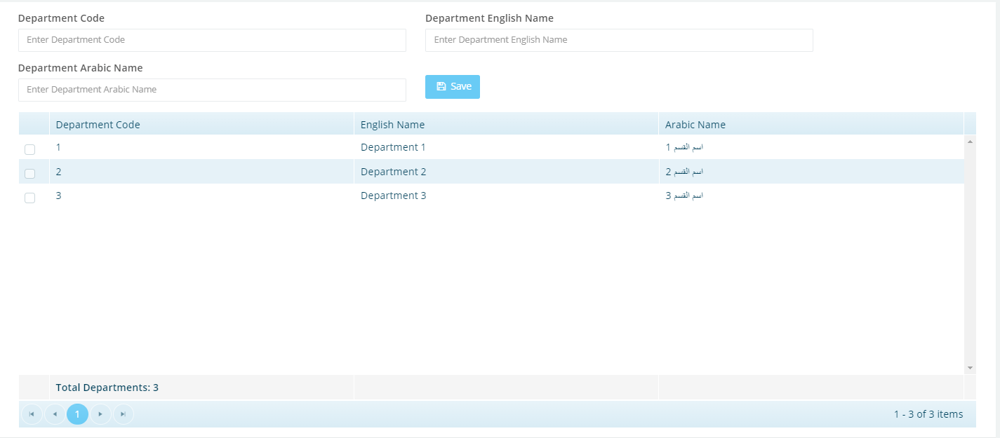 Department Code
Department English Name
Enter Department Code
Enter Department English Name
Department Arabic Name
Enter Department Arabic Name
Save
Department Code English Name Arabic Name
1 Department 1 اسم القسم 1
2 Department 2 اسم القسم 2
3 Department 3 اسم القسم 3
Total Departments: 3
1
1 - 3 of 3 items